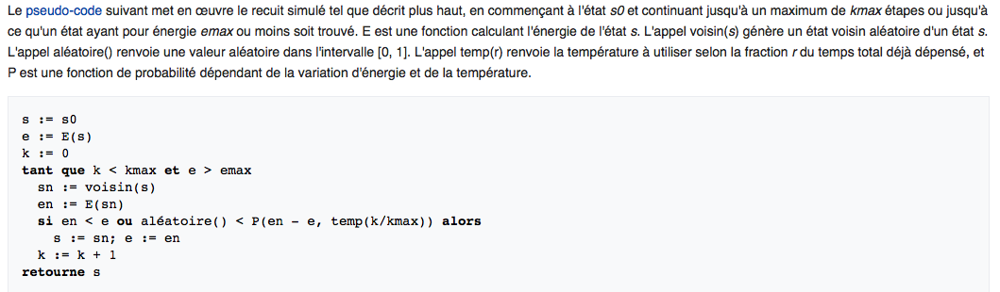 Le pseudo-code suivant met en œuvre le recuit simulé tel que décrit plus haut, en commençant à l'état s0 et continuant jusqu'à un maximum de kmax étapes ou jusqu'à
ce qu'un état ayant pour énergie emax ou moins soit trouvé. E est une fonction calculant l'énergie de l'état s. L'appel voisin(s) génère un état voisin aléatoire d'un état s.
L'appel aléatoire() renvoie une valeur aléatoire dans l'intervalle [0, 1]. L'appel temp(r) renvoie la température à utiliser selon la fraction r du temps total déjà dépensé, et
P est une fonction de probabilité dépendant de la variation d'énergie et de la température.
s := s0
e := E(s)
k := 0
tant que k < kmax et e > emax
  sn := voisin(s)
  en := E(sn)
  si en < e ou aléatoire() < P(en - e, temp(k/kmax)) alors
    s := sn; e := en
  k := k + 1
retourne s